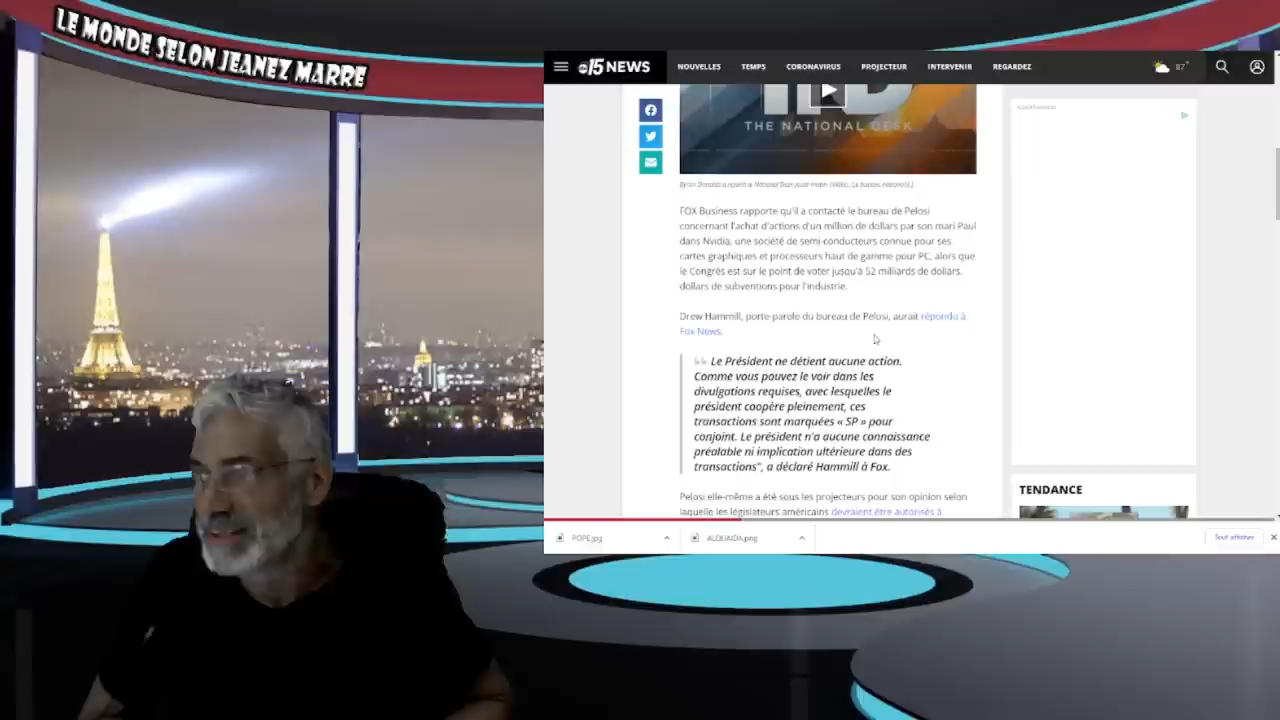 LE MONDE SELON JEANEZ MARRE
abc 15 NEWS
NOUVELLES
TEMPS
CORONAVIRUS
PROJECTEUR
INTERVENIR
REGARDEZ
87°
THE NATIONAL DESK
FOX Business rapporte qu'il a contacté le bureau de Pelosi
concernant l'achat d'actions d'un million de dollars par son mari Paul
dans Nvidia, une société de semi-conducteurs connue pour ses
cartes graphiques et processeurs haut de gamme pour PC, alors que
le Congrès est sur le point de voter jusqu'à 52 milliards de dollars.
dollars de subventions pour l'industrie.
Drew Hammill, porte-parole du bureau de Pelosi, aurait répondu à
Fox News.
Le Président ne détient aucune action.
Comme vous pouvez le voir dans les
divulgations requises, avec lesquelles le
président coopère pleinement, ces
transactions sont marquées « SP » pour
conjoint. Le président n'a aucune connaissance
préalable ni implication ultérieure dans des
transactions", a déclaré Hammill à Fox.
Pelosi elle-même a été sous les projecteurs pour son opinion selon
laquelle les législateurs américains devraient être autorisés à
TENDANCE
POPE.jpg
ALQUAIDA.png
Tout afficher